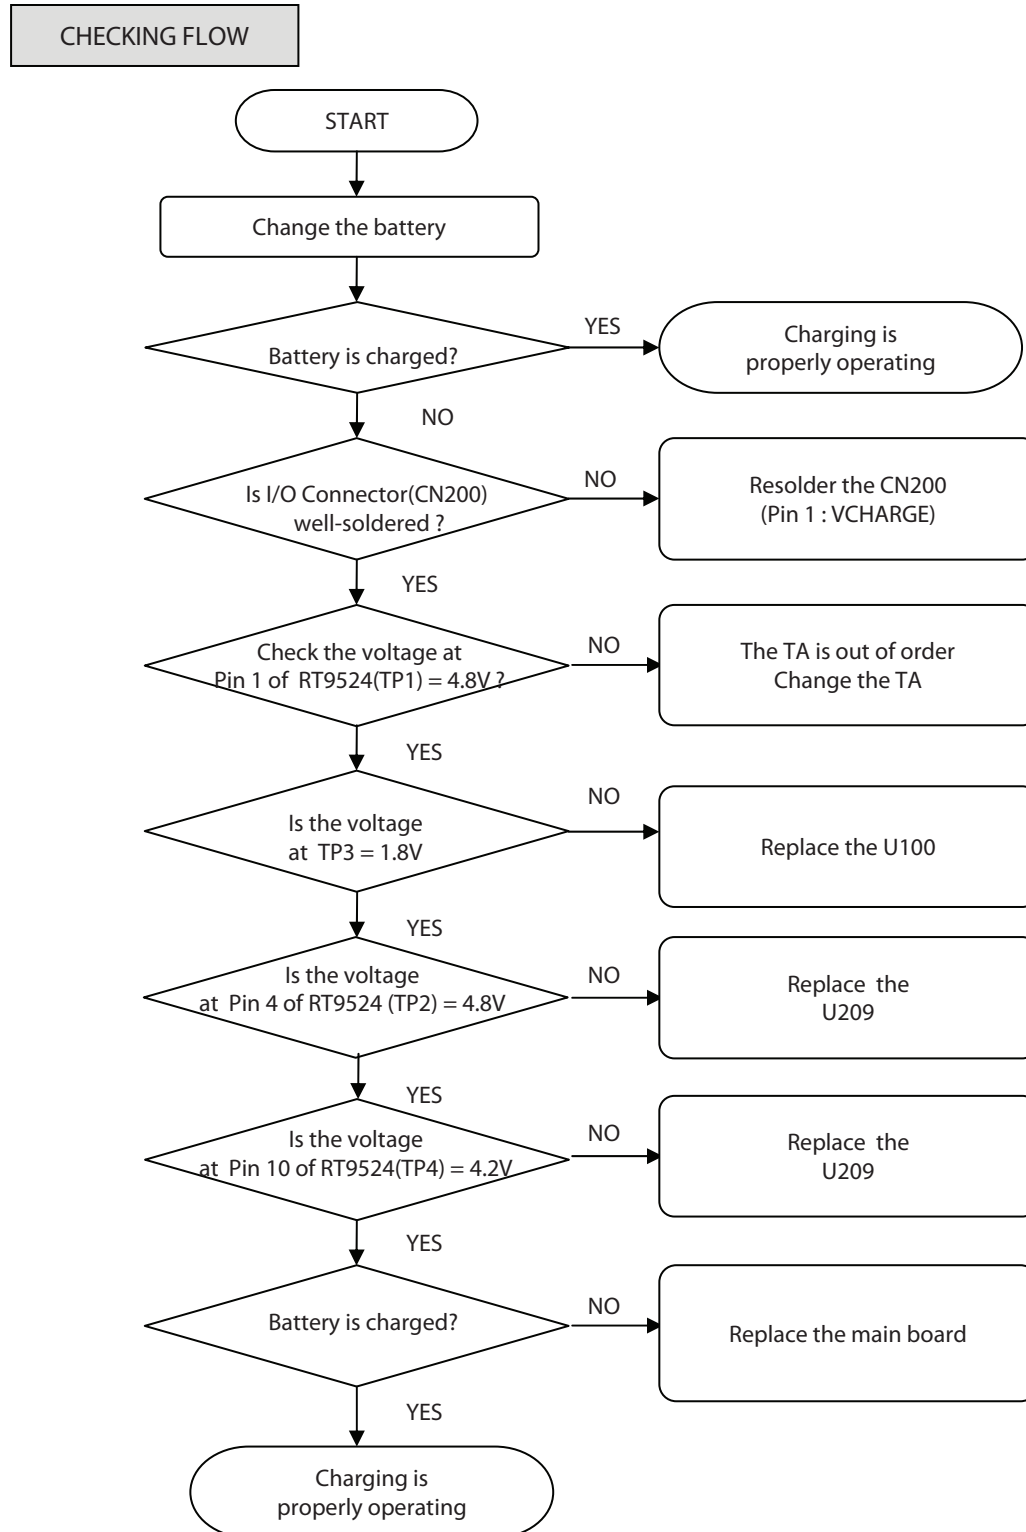 CHECKING FLOW
START
Change the battery
Battery is charged?
YES
Charging is
properly operating
NO
Is I/O Connector(CN200)
well-soldered ?
NO
Resolder the CN200
(Pin 1 : VCHARGE)
YES
Check the voltage at
Pin 1 of RT9524(TP1) = 4.8V ?
NO
The TA is out of order
Change the TA
YES
Is the voltage
at TP3 = 1.8V
NO
Replace the U100
YES
Is the voltage
at Pin 4 of RT9524 (TP2) = 4.8V
NO
Replace the
U209
YES
Is the voltage
at Pin 10 of RT9524(TP4) = 4.2V
NO
Replace the
U209
YES
Battery is charged?
NO
Replace the main board
YES
Charging is
properly operating